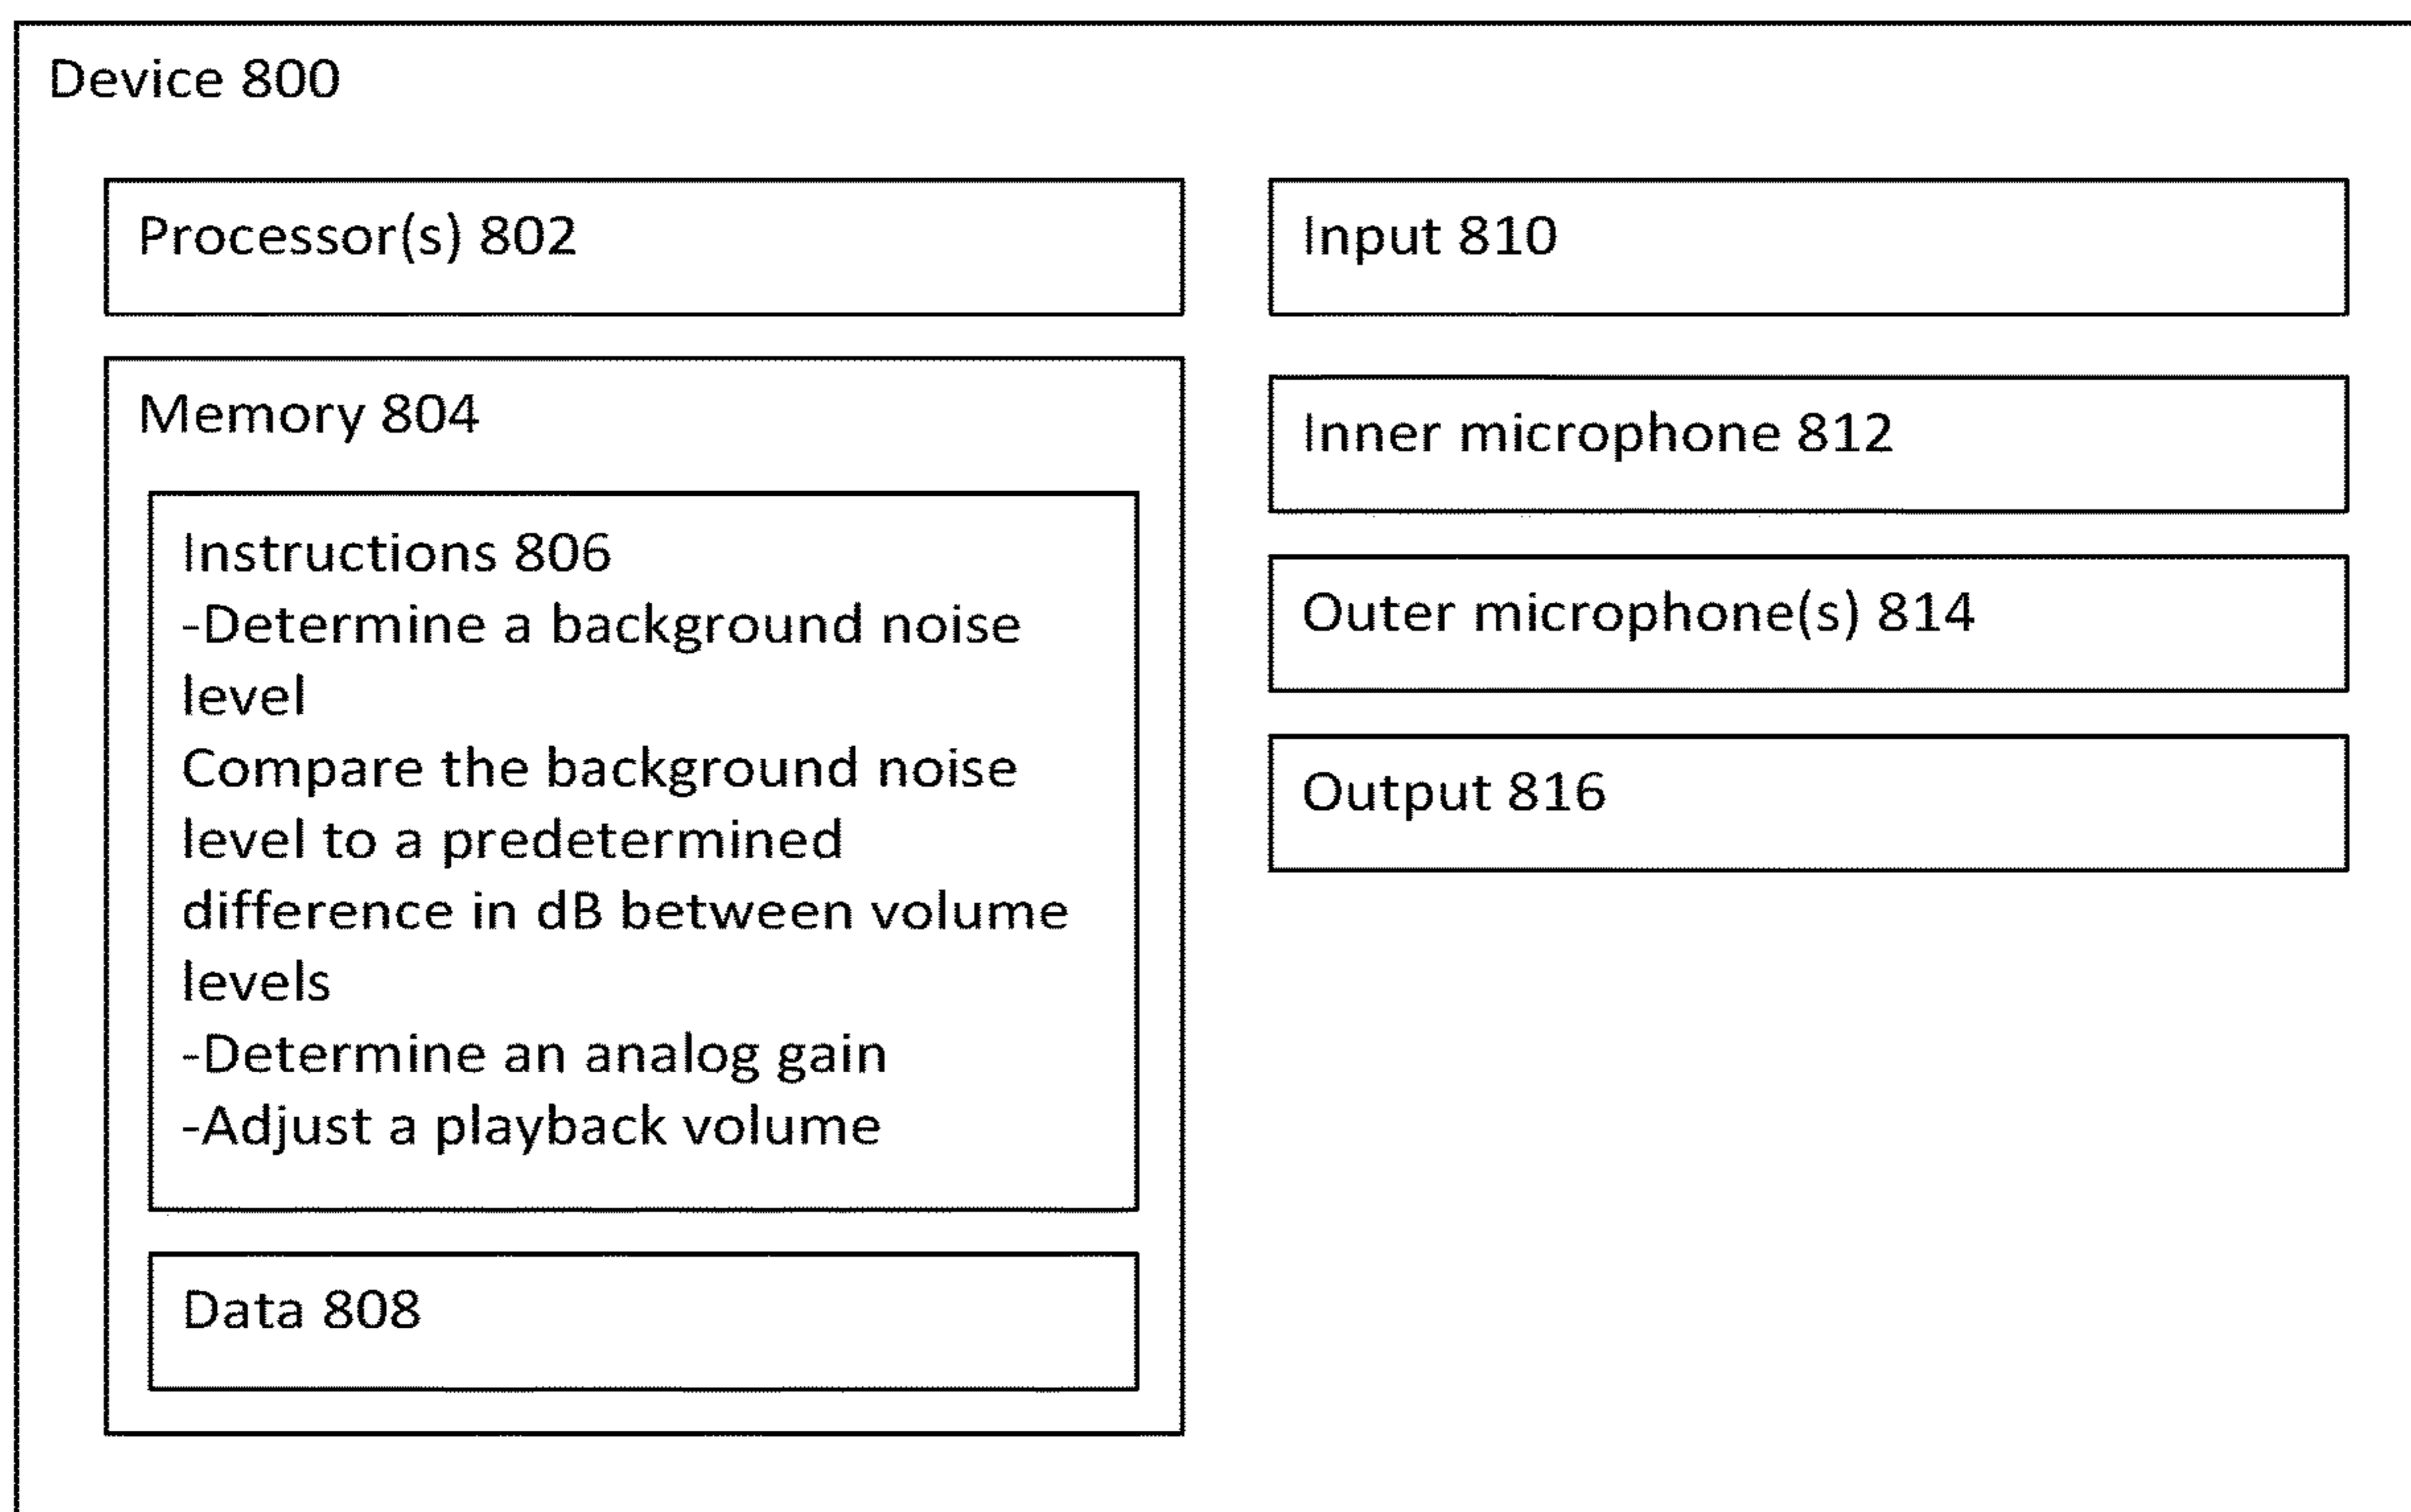 Device 800
Processor(s) 802
Memory 804
Instructions 806
-Determine a background noise
level
Compare the background noise
level to a predetermined
difference in dB between volume
levels
-Determine an analog gain
-Adjust a playback volume
Data 808
Input 810
Inner microphone 812
Outer microphone(s) 814
Output 816